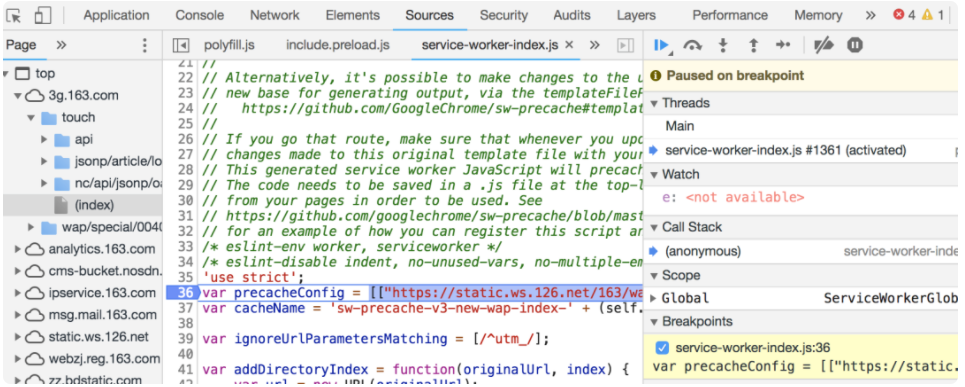 Application Console Network Elements Sources Security Audits Layers Performance Memory » 4 1
Page »
polyfill.js include.preload.js service-worker-index.js × »
top
3g.163.com
touch
api
jsonp/article/lo
nc/api/jsonp/oa
(index)
wap/special/0040
analytics.163.com
cms-bucket.nosdn.
ipservice.163.com
msg.mail.163.com
static.ws.126.net
webzj.reg.163.com
zz.bdstatic.com
21 //
22 // Alternatively, it's possible to make changes to the u
23 // new base for generating output, via the templateFileP
24 // https://github.com/GoogleChrome/sw-precache#templat
25 //
26 // If you go that route, make sure that whenever you upd
27 // changes made to this original template file with your
28 // This generated service worker JavaScript will precach
29 // The code needs to be saved in a .js file at the top-l
30 // from your pages in order to be used. See
31 // https://github.com/googlechrome/sw-precache/blob/mast
32 // for an example of how you can register this script an
33 /* eslint-env worker, serviceworker */
34 /* eslint-disable indent, no-unused-vars, no-multiple-em
35 'use strict';
36 var precacheConfig = [["https://static.ws.126.net/163/wa
37 var cacheName = 'sw-precache-v3-new-wap-index-' + (self.
38
39 var ignoreUrlParametersMatching = [/^utm_/];
40
41 var addDirectoryIndex = function(originalUrl, index) {
42 var url = new URL(originalUrl);
Paused on breakpoint
Threads
Main
service-worker-index.js #1361 (activated)
Watch
e: <not available>
Call Stack
(anonymous) service-worker-inde
Scope
Global ServiceWorkerGlob
Breakpoints
service-worker-index.js:36
var precacheConfig = [["https://static.